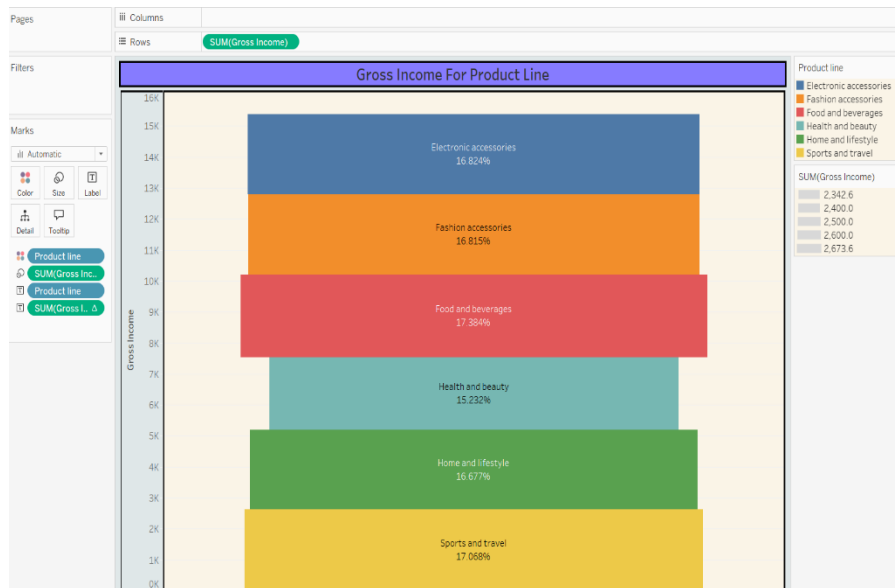 Pages
Columns
Rows
SUM(Gross Income)
Filters
Marks
Automatic
Color
Size
Label
Detail
Tooltip
Product line
SUM(Gross Inc..
Product line
SUM(Gross I.. Δ
Gross Income For Product Line
Gross Income
16K
15K
14K
13K
12K
11K
10K
9K
8K
7K
6K
5K
4K
3K
2K
1K
0K
Electronic accessories
16.824%
Fashion accessories
16.815%
Food and beverages
17.384%
Health and beauty
15.232%
Home and lifestyle
16.677%
Sports and travel
17.068%
Product line
Electronic accessories
Fashion accessories
Food and beverages
Health and beauty
Home and lifestyle
Sports and travel
SUM(Gross Income)
2,342.6
2,400.0
2,500.0
2,600.0
2,673.6